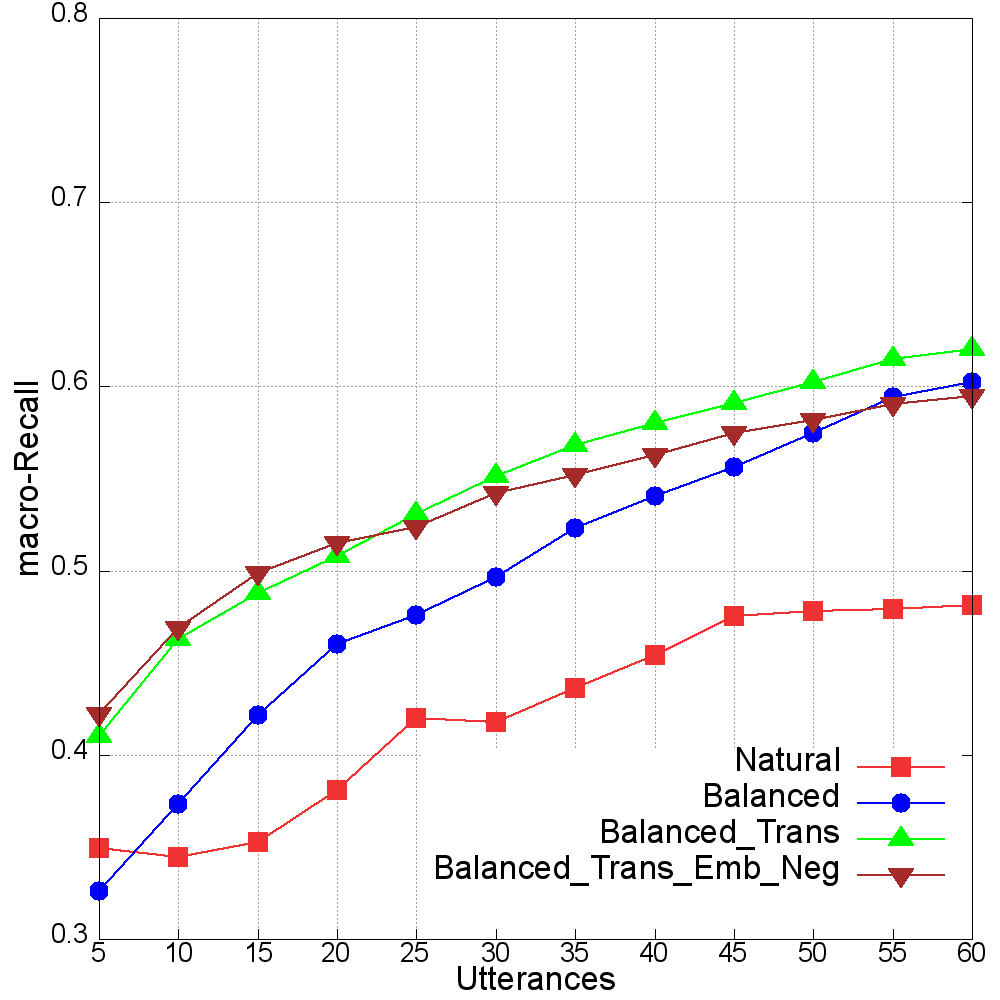 0.8
0.7
0.6
0.5
0.4
0.3
macro-Recall
Natural
Balanced
Balanced_Trans
Balanced_Trans_Emb_Neg
5 10 15 20 25 30 35 40 45 50 55 60
Utterances